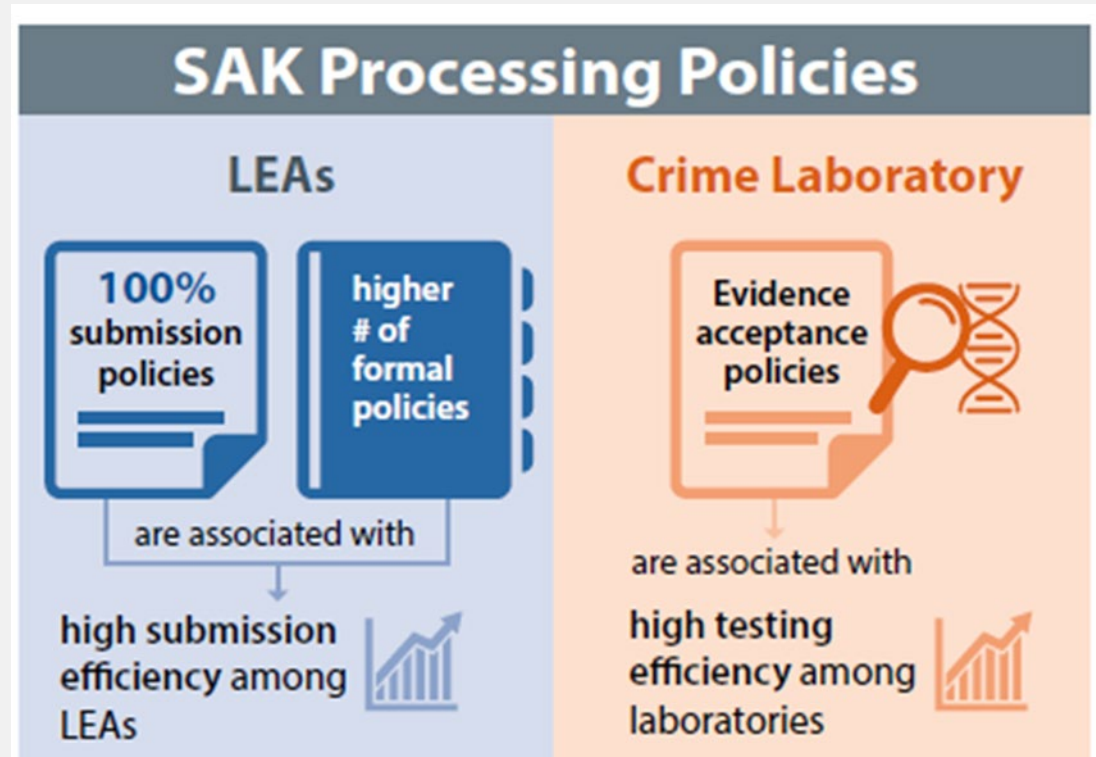 SAK Processing Policies
LEAs
100%
submission
policies
higher
# of
formal
policies
are associated with
high submission
efficiency among
LEAs
Crime Laboratory
Evidence
acceptance
policies
are associated with
high testing
efficiency among
laboratories